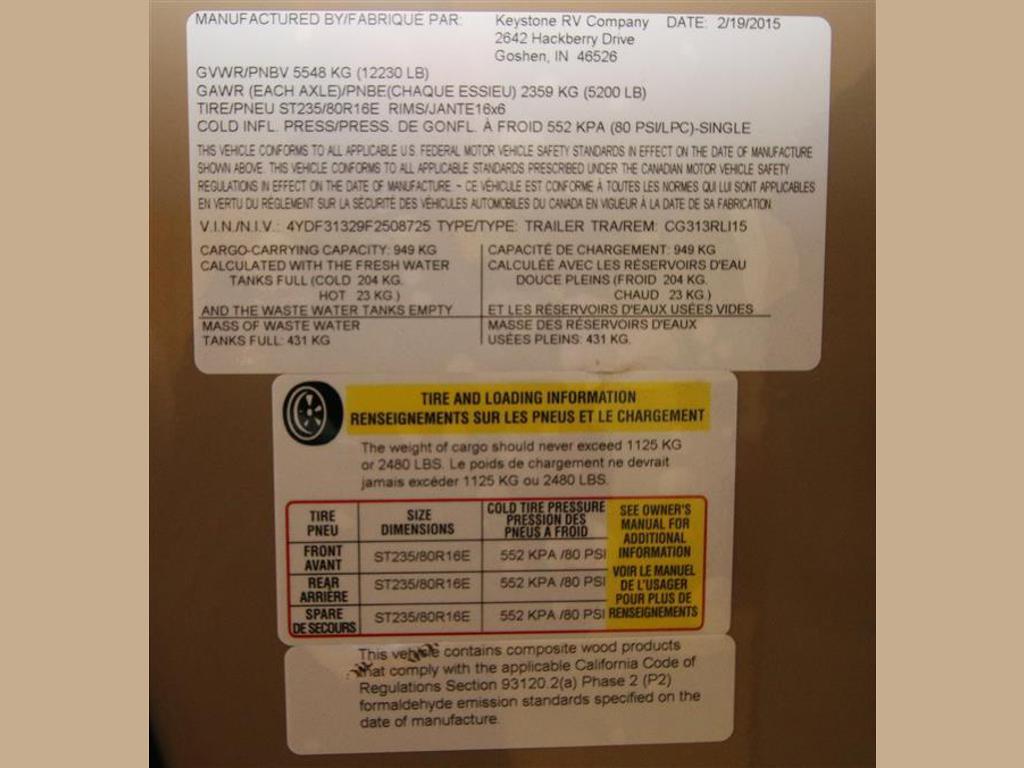 MANUFACTURED BY/FABRIQUÉ PAR: Keystone RV Company DATE: 2/19/2015
2642 Hackberry Drive
Goshen, IN 46526
GVWR/PNBV 5548 KG (12230 LB)
GAWR (EACH AXLE)/PNBE(CHAQUE ESSIEU) 2359 KG (5200 LB)
TIRE/PNEU ST235/80R16E RIMS/JANTE16x6
COLD INFL. PRESS/PRESS. DE GONFL. À FROID 552 KPA (80 PSI/LPC)-SINGLE
THIS VEHICLE CONFORMS TO ALL APPLICABLE U.S. FEDERAL MOTOR VEHICLE SAFETY STANDARDS IN EFFECT ON THE DATE OF MANUFACTURE
SHOWN ABOVE. THIS VEHICLE CONFORMS TO ALL APPLICABLE STANDARDS PRESCRIBED UNDER THE CANADIAN MOTOR VEHICLE SAFETY
REGULATIONS IN EFFECT ON THE DATE OF MANUFACTURE - CE VÉHICULE EST CONFORME À TOUTES LES NORMES QUI LUI SONT APPLICABLES
EN VERTU DU RÈGLEMENT SUR LA SÉCURITÉ DES VÉHICULES AUTOMOBILES DU CANADA EN VIGUEUR À LA DATE DE SA FABRICATION
V.I.N./N.I.V.: 4YDF31329F2508725 TYPE/TYPE: TRAILER TRA/REM: CG313RLI15
CARGO-CARRYING CAPACITY: 949 KG
CALCULATED WITH THE FRESH WATER
TANKS FULL (COLD 204 KG.
HOT 23 KG.)
AND THE WASTE WATER TANKS EMPTY
MASS OF WASTE WATER
TANKS FULL: 431 KG
CAPACITÉ DE CHARGEMENT: 949 KG
CALCULÉE AVEC LES RÉSERVOIRS D'EAU
DOUCE PLEINS (FROID 204 KG.
CHAUD 23 KG.)
ET LES RÉSERVOIRS D'EAUX USÉES VIDES
MASSE DES RÉSERVOIRS D'EAUX
USÉES PLEINS: 431 KG.
TIRE AND LOADING INFORMATION
RENSEIGNEMENTS SUR LES PNEUS ET LE CHARGEMENT
The weight of cargo should never exceed 1125 KG
or 2480 LBS. Le poids de chargement ne devrait
jamais excéder 1125 KG ou 2480 LBS.
TIRE
PNEU
SIZE
DIMENSIONS
COLD TIRE PRESSURE
PRESSION DES
PNEUS A FROID
FRONT
AVANT
ST235/80R16E 552 KPA /80 PSI
REAR
ARRIÈRE
ST235/80R16E 552 KPA /80 PSI
SPARE
DE SECOURS
ST235/80R16E 552 KPA /80 PSI
SEE OWNER'S
MANUAL FOR
ADDITIONAL
INFORMATION
VOIR LE MANUEL
DE L'USAGER
POUR PLUS DE
RENSEIGNEMENTS
This vehicle contains composite wood products
that comply with the applicable California Code of
Regulations Section 93120.2(a) Phase 2 (P2)
formaldehyde emission standards specified on the
date of manufacture.